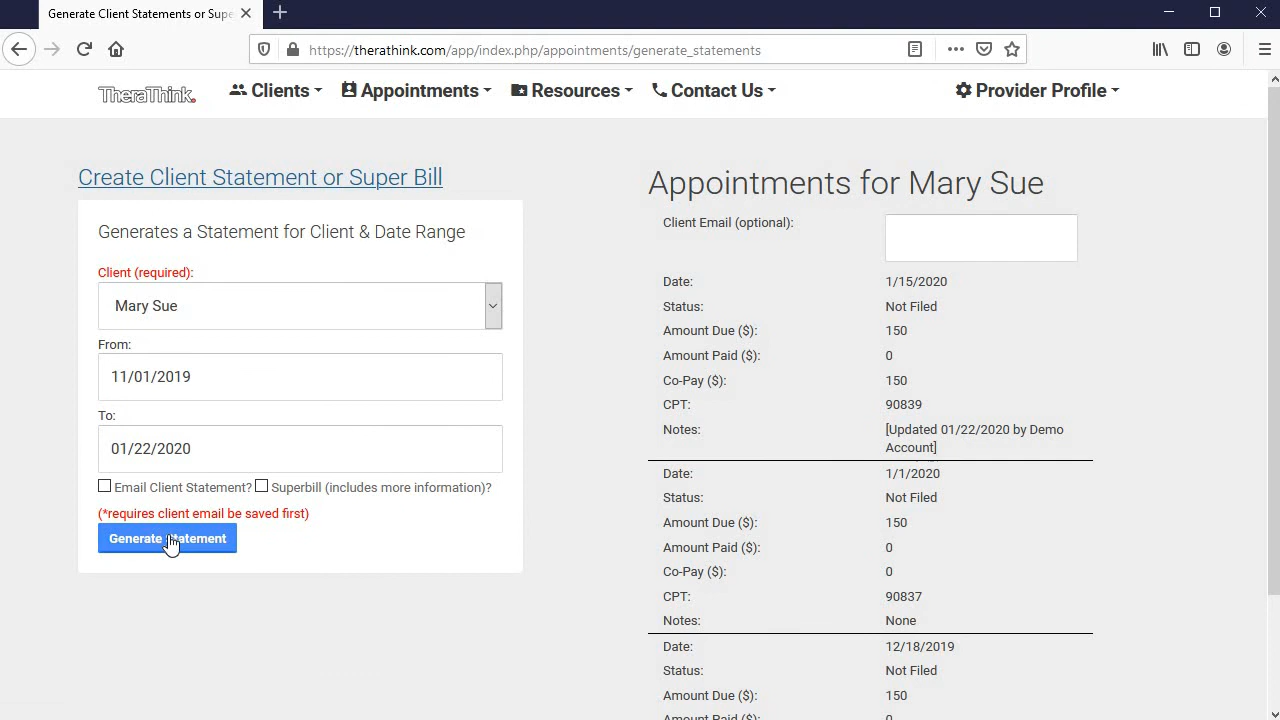 Generate Client Statements or Supe
https://therathink.com/app/index.php/appointments/generate_statements
TheraThink.
Clients
Appointments
Resources
Contact Us
Provider Profile
Create Client Statement or Super Bill
Generates a Statement for Client & Date Range
Client (required):
Mary Sue
From:
11/01/2019
To:
01/22/2020
Email Client Statement? Superbill (includes more information)?
(*requires client email be saved first)
Generate Statement
Appointments for Mary Sue
Client Email (optional):
Date: 1/15/2020
Status: Not Filed
Amount Due ($): 150
Amount Paid ($): 0
Co-Pay ($): 150
CPT: 90839
Notes: [Updated 01/22/2020 by Demo
Account]
Date: 1/1/2020
Status: Not Filed
Amount Due ($): 150
Amount Paid ($): 0
Co-Pay ($): 0
CPT: 90837
Notes: None
Date: 12/18/2019
Status: Not Filed
Amount Due ($): 150
Amount Paid ($): 0